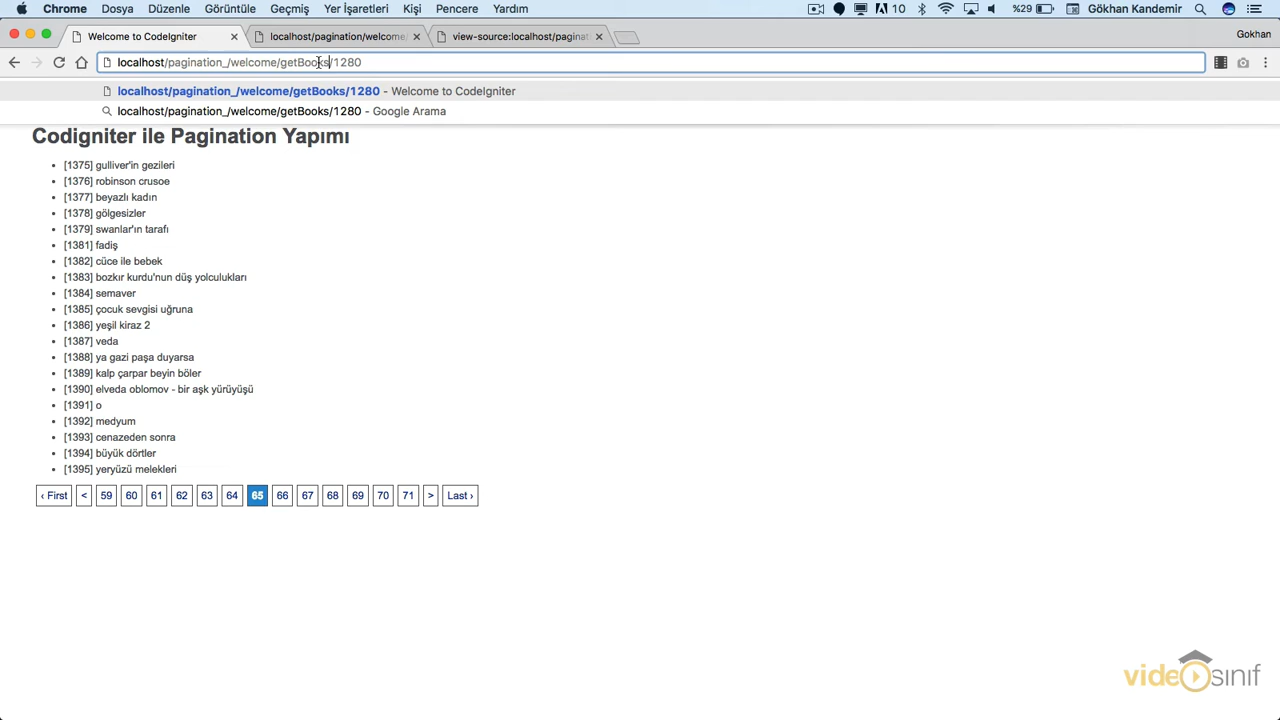 Chrome Dosya Düzenle Görüntüle Geçmiş Yer İşaretleri Kişi Pencere Yardım 10 %29 Gökhan Kandemir
Welcome to CodeIgniter localhost/pagination/welcome/ view-source:localhost/paginat Gokhan
localhost/pagination_/welcome/getBooks/1280
localhost/pagination_/welcome/getBooks/1280 - Welcome to CodeIgniter
localhost/pagination_/welcome/getBooks/1280 - Google Arama
Codigniter ile Pagination Yapımı
[1375] gulliver'in gezileri
[1376] robinson crusoe
[1377] beyazlı kadın
[1378] gölgesizler
[1379] swanlar'ın tarafı
[1381] fadiş
[1382] cüce ile bebek
[1383] bozkır kurdu'nun düş yolculukları
[1384] semaver
[1385] çocuk sevgisi uğruna
[1386] yeşil kiraz 2
[1387] veda
[1388] ya gazi paşa duyarsa
[1389] kalp çarpar beyin böler
[1390] elveda oblomov - bir aşk yürüyüşü
[1391] o
[1392] medyum
[1393] cenazeden sonra
[1394] büyük dörtler
[1395] yeryüzü melekleri
‹ First < 59 60 61 62 63 64 65 66 67 68 69 70 71 > Last ›
videosınıf